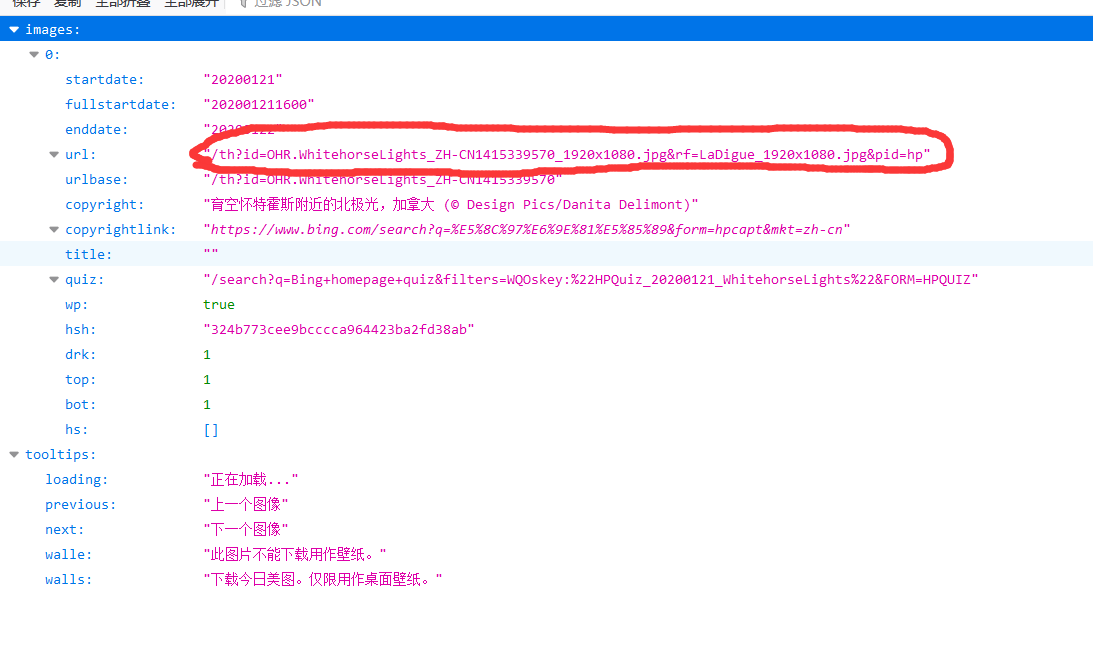 保存 复制 全部折叠 全部展开 过滤 JSON
images:
0:
startdate: "20200121"
fullstartdate: "202001211600"
enddate: "20200122"
url: "/th?id=OHR.WhitehorseLights_ZH-CN1415339570_1920x1080.jpg&rf=LaDigue_1920x1080.jpg&pid=hp"
urlbase: "/th?id=OHR.WhitehorseLights_ZH-CN1415339570"
copyright: "育空怀特霍斯附近的北极光，加拿大 (© Design Pics/Danita Delimont)"
copyrightlink: "https://www.bing.com/search?q=%E5%8C%97%E6%9E%81%E5%85%89&form=hpcapt&mkt=zh-cn"
title: ""
quiz: "/search?q=Bing+homepage+quiz&filters=WQOskey:%22HPQuiz_20200121_WhitehorseLights%22&FORM=HPQUIZ"
wp: true
hsh: "324b773cee9bcccca964423ba2fd38ab"
drk: 1
top: 1
bot: 1
hs: []
tooltips:
loading: "正在加载..."
previous: "上一个图像"
next: "下一个图像"
walle: "此图片不能下载用作壁纸。"
walls: "下载今日美图。仅限用作桌面壁纸。"